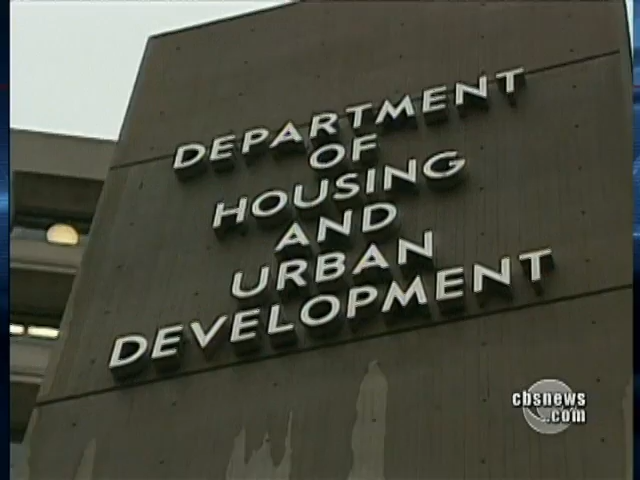 DEPARTMENT
OF
HOUSING
AND
URBAN
DEVELOPMENT
cbsnews
.com